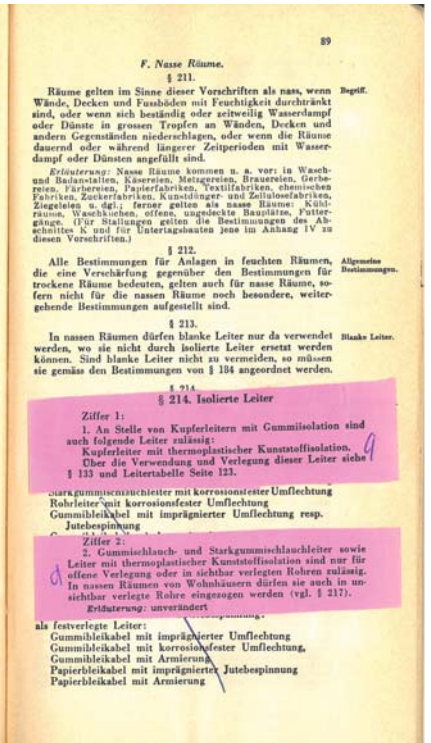 89
F. Nasse Räume.
§ 211.
Räume gelten im Sinne dieser Vorschriften als nass, wenn
Begriff.
Wände, Decken und Fussböden mit Feuchtigkeit durchtränkt
sind, oder wenn sich beständig oder zeitweilig Wasserdampf
oder Dünste in grossen Tropfen an Wänden, Decken und
andern Gegenständen niederschlagen, oder wenn die Räume
dauernd oder während längerer Zeitperioden mit Wasser-
dampf oder Dünsten angefüllt sind.
Erläuterung: Nasse Räume kommen u. a. vor: in Wasch-
und Badanstalten, Käsereien, Metzgereien, Brauereien, Gerbe-
reien, Färbereien, Papierfabriken, Textilfabriken, chemischen
Fabriken, Zuckerfabriken, Kunstdünger- und Zellulosefabriken,
Ziegeleien u. dgl.; ferner gelten als nasse Räume: Kühl-
räume, Waschküchen, offene, ungedeckte Bauplätze, Futter-
gänge. (Für Stallungen gelten die Bestimmungen des Ab-
schnittes K und für Untertagsbauten jene im Anhang IV zu
diesen Vorschriften.)
§ 212.
Alle Bestimmungen für Anlagen in feuchten Räumen,
Allgemeine
die eine Verschärfung gegenüber den Bestimmungen für
Bestimmungen.
trockene Räume bedeuten, gelten auch für nasse Räume, so-
fern nicht für die nassen Räume noch besondere, weiter-
gehende Bestimmungen aufgestellt sind.
§ 213.
In nassen Räumen dürfen blanke Leiter nur da verwendet
Blanke Leiter.
werden, wo sie nicht durch isolierte Leiter ersetzt werden
können. Sind blanke Leiter nicht zu vermeiden, so müssen
sie gemäss den Bestimmungen von § 184 angeordnet werden.
§ 214.
§ 214. Isolierte Leiter
Ziffer 1:
1. An Stelle von Kupferleitern mit Gummiisolation sind
auch folgende Leiter zulässig:
Kupferleiter mit thermoplastischer Kunststoffisolation.
Über die Verwendung und Verlegung dieser Leiter siehe
§ 133 und Leitertabelle Seite 123.
Starkgummischlauchleiter mit korrosionsfester Umflechtung
Rohrleiter mit korrosionsfester Umflechtung
Gummibleikabel mit imprägnierter Umflechtung resp.
Jutebespinnung
Ziffer 2:
2. Gummischlauch- und Starkgummischlauchleiter sowie
Leiter mit thermoplastischer Kunststoffisolation sind nur für
offene Verlegung oder in sichtbar verlegten Rohren zulässig.
In nassen Räumen von Wohnhäusern dürfen sie auch in un-
sichtbar verlegte Rohre eingezogen werden (vgl. § 217).
Erläuterung: unverändert
als festverlegte Leiter:
Gummibleikabel mit imprägnierter Umflechtung
Gummibleikabel mit korrosionsfester Umflechtung,
Gummibleikabel mit Armierung
Papierbleikabel mit imprägnierter Jutebespinnung
Papierbleikabel mit Armierung